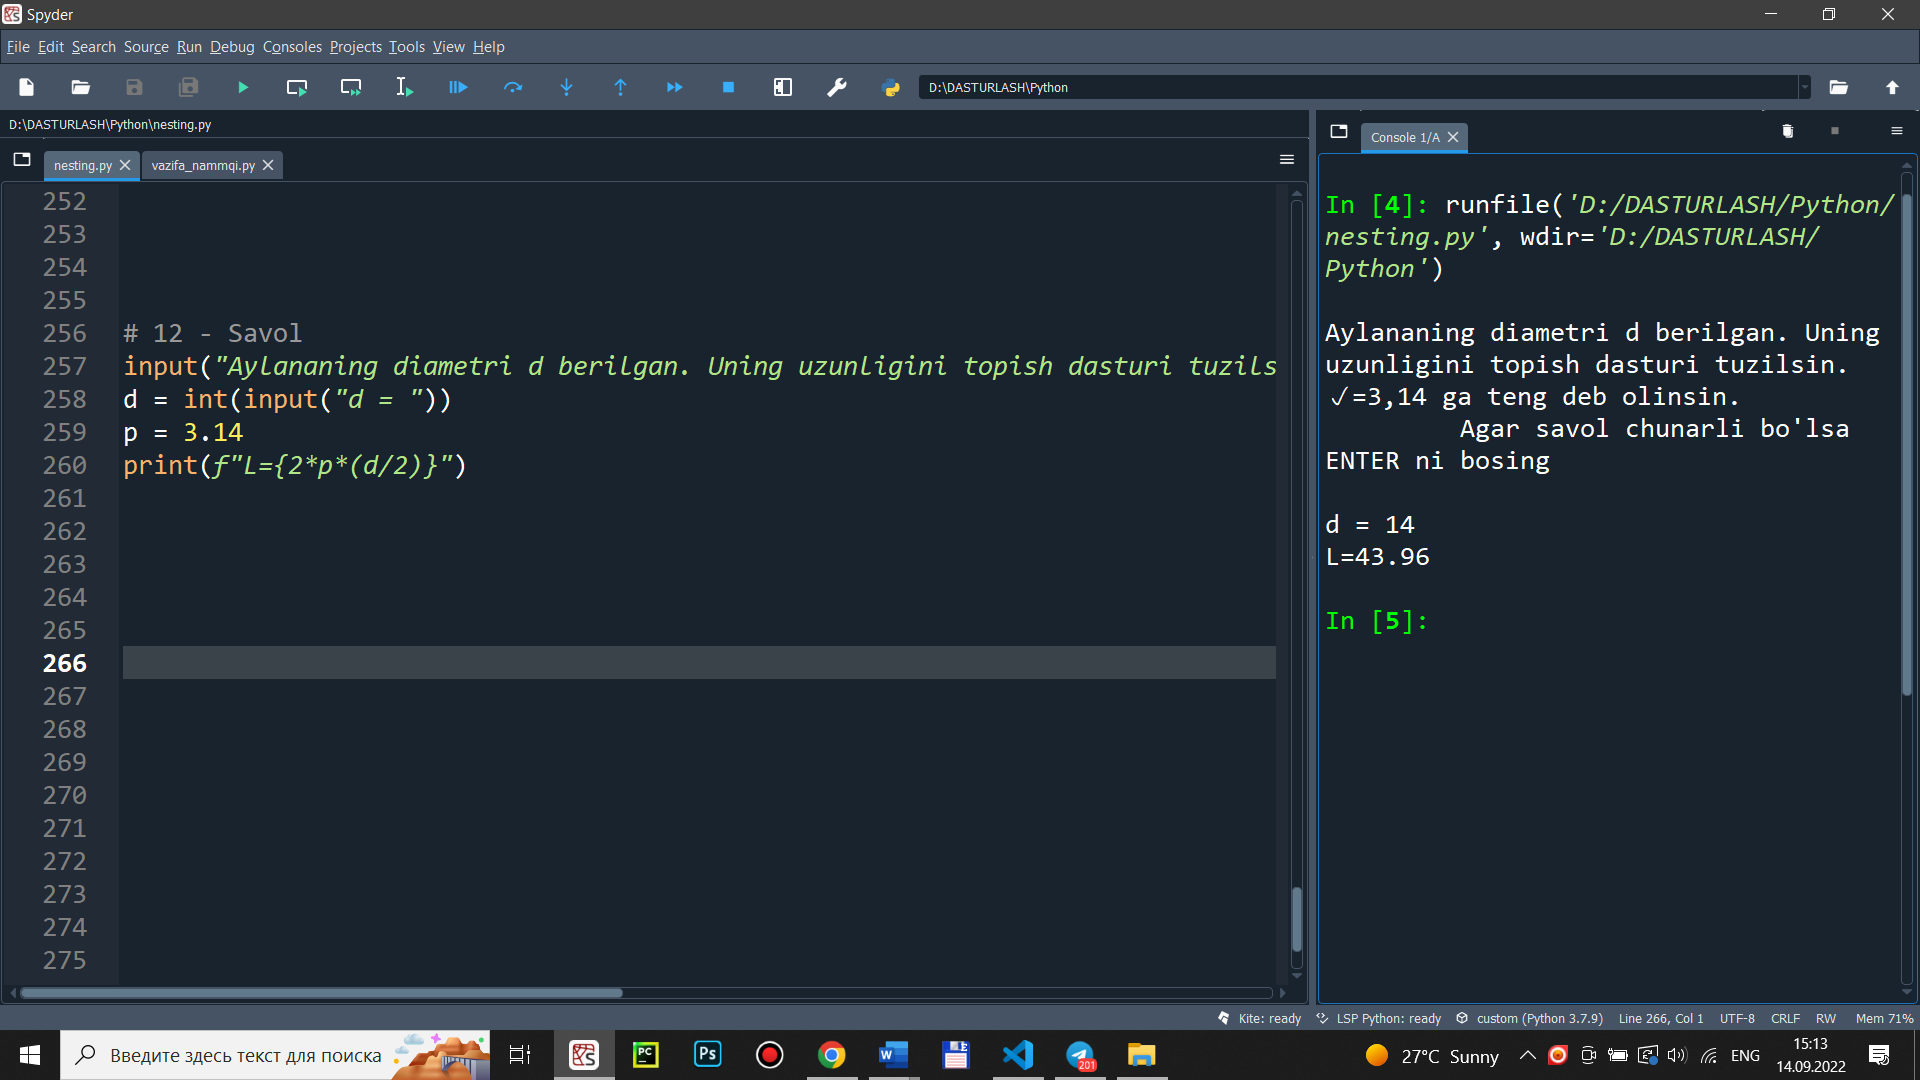 Spyder
File Edit Search Source Run Debug Consoles Projects Tools View Help
D:\DASTURLASH\Python
D:\DASTURLASH\Python\nesting.py
nesting.py
vazifa_nammqi.py
252
253
254
255
256 # 12 - Savol
257 input("Aylananing diametri d berilgan. Uning uzunligini topish dasturi tuzils
258 d = int(input("d = "))
259 p = 3.14
260 print(f"L={2*p*(d/2)}")
261
262
263
264
265
266
267
268
269
270
271
272
273
274
275
Console 1/A
In [4]: runfile('D:/DASTURLASH/Python/
nesting.py', wdir='D:/DASTURLASH/
Python')
Aylananing diametri d berilgan. Uning
uzunligini topish dasturi tuzilsin.
✓=3,14 ga teng deb olinsin.
Agar savol chunarli bo'lsa
ENTER ni bosing
d = 14
L=43.96
In [5]:
Kite: ready LSP Python: ready custom (Python 3.7.9) Line 266, Col 1 UTF-8 CRLF RW Mem 71%
Введите здесь текст для поиска
PC
Ps
W
201
27°C Sunny
ENG
15:13
14.09.2022